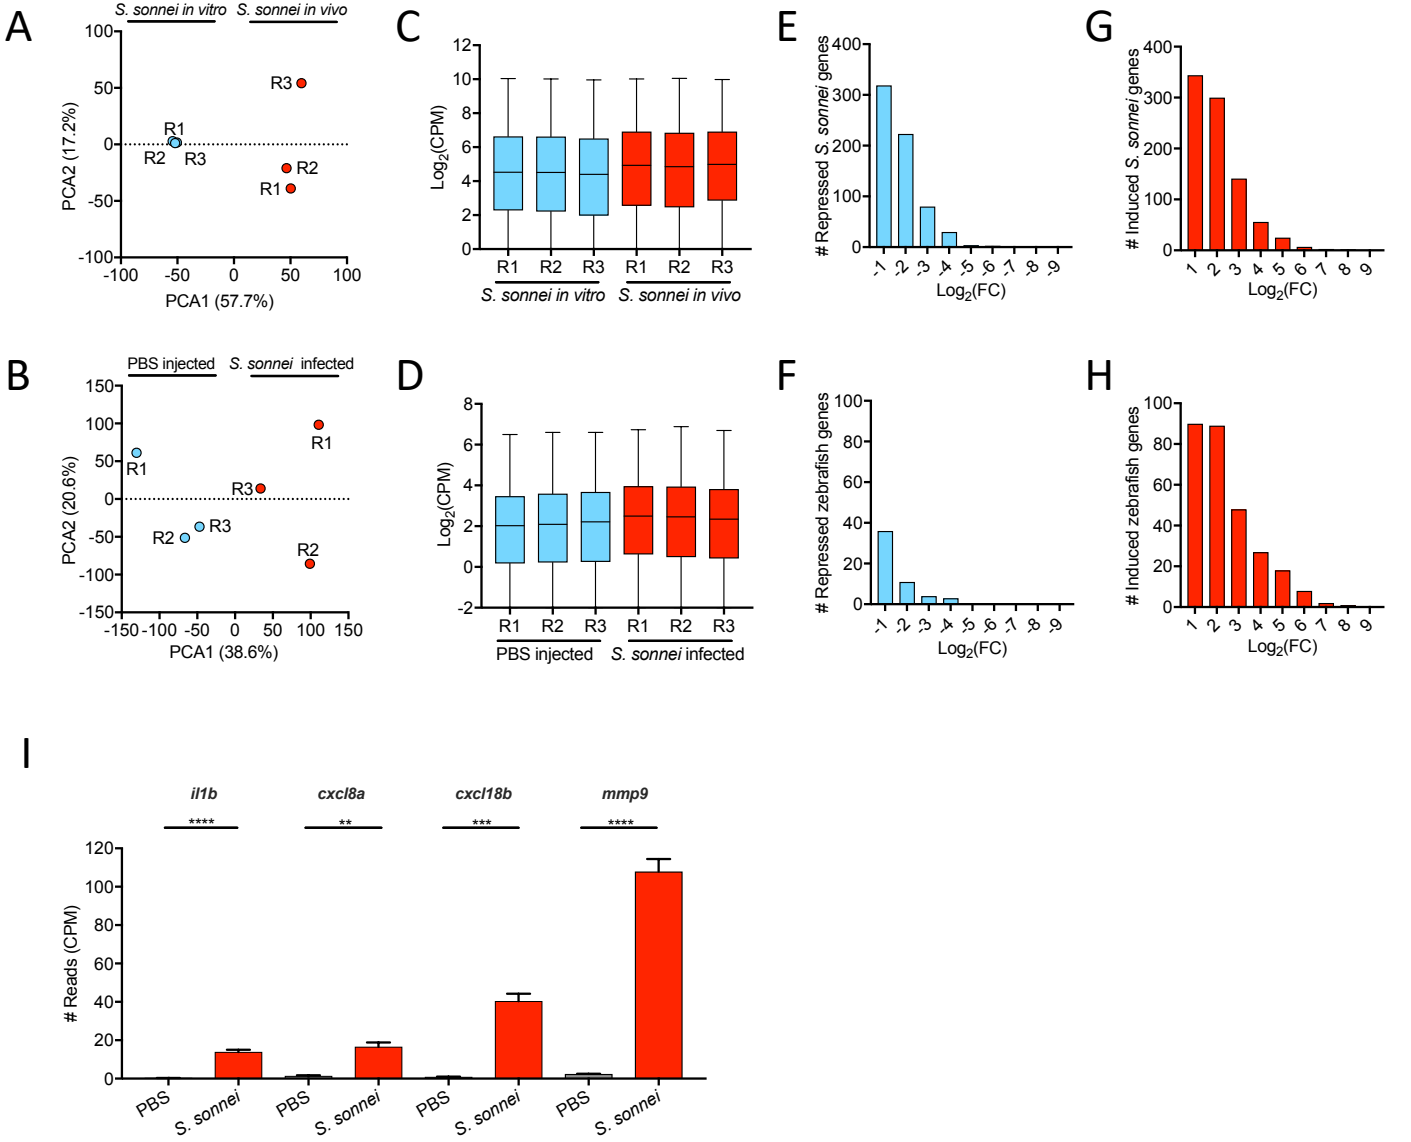 A
S. sonnei in vitro S. sonnei in vivo
100
50
0
-50
-100
PCA2 (17.2%)
R1
R2
R3
R3
R2
R1
-100 -50 0 50 100
PCA1 (57.7%)
C
12
10
8
6
4
2
0
Log2(CPM)
R1 R2 R3 R1 R2 R3
S. sonnei in vitro S. sonnei in vivo
E
400
300
200
100
0
# Repressed S. sonnei genes
-1 -2 -3 -4 -5 -6 -7 -8 -9
Log2(FC)
G
400
300
200
100
0
# Induced S. sonnei genes
1 2 3 4 5 6 7 8 9
Log2(FC)
B
PBS injected S. sonnei infected
150
100
50
0
-50
-100
-150
PCA2 (20.6%)
R1
R2
R3
R3
R1
R2
-150 -100 -50 0 50 100 150
PCA1 (38.6%)
D
8
6
4
2
0
-2
Log2(CPM)
R1 R2 R3 R1 R2 R3
PBS injected S. sonnei infected
F
100
80
60
40
20
0
# Repressed zebrafish genes
-1 -2 -3 -4 -5 -6 -7 -8 -9
Log2(FC)
H
100
80
60
40
20
0
# Induced zebrafish genes
1 2 3 4 5 6 7 8 9
Log2(FC)
I
il1b cxcl8a cxcl18b mmp9
**** ** *** ****
120
100
80
60
40
20
0
# Reads (CPM)
PBS S. sonnei PBS S. sonnei PBS S. sonnei PBS S. sonnei